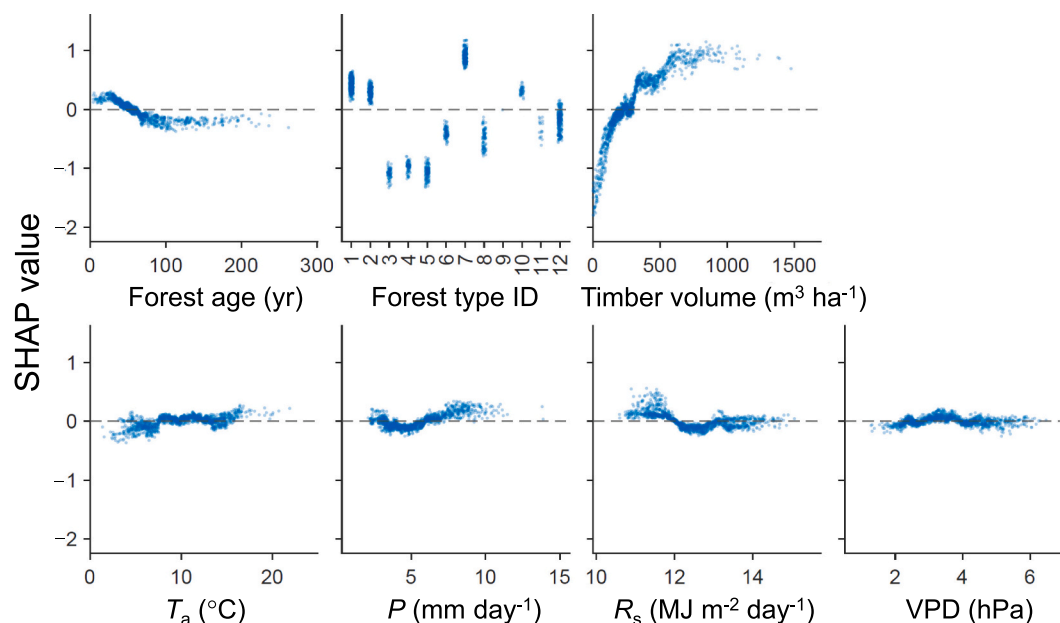 SHAP value
1
0
−1
−2
0 100 200 300
Forest age (yr)
1 2 3 4 5 6 7 8 9 10 11 12
Forest type ID
0 500 1000 1500
Timber volume (m³ ha⁻¹)
1
0
−1
−2
0 10 20
Tₐ (°C)
5 10 15
P (mm day⁻¹)
10 12 14
Rₛ (MJ m⁻² day⁻¹)
2 4 6
VPD (hPa)